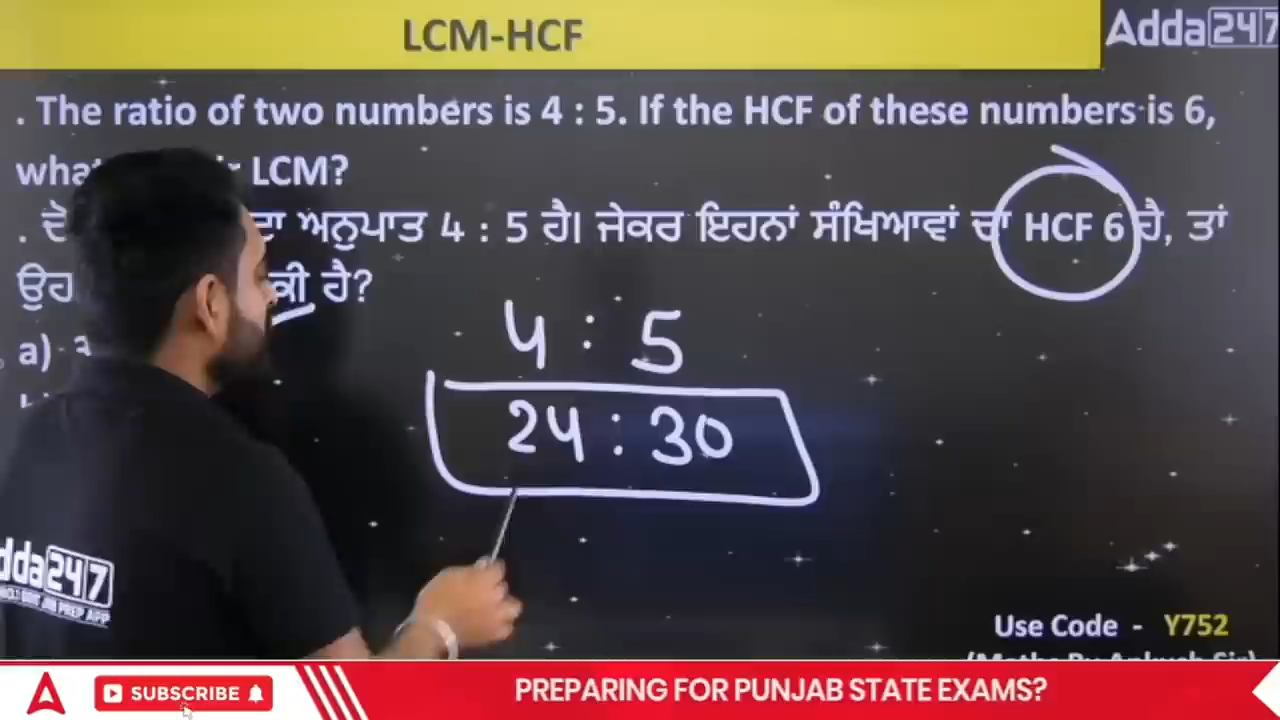 LCM-HCF
Adda247
. The ratio of two numbers is 4 : 5. If the HCF of these numbers is 6,
LCM?
. ਅਨੁਪਾਤ 4 : 5 ਹੈ। ਜੇਕਰ ਇਹਨਾਂ ਸੰਖਿਆਵਾਂ ਦਾ HCF 6 ਹੈ, ਤਾਂ
ਕੀ ਹੈ?
a)
4 : 5
24 : 30
dda247
Use Code - Y752
SUBSCRIBE
PREPARING FOR PUNJAB STATE EXAMS?